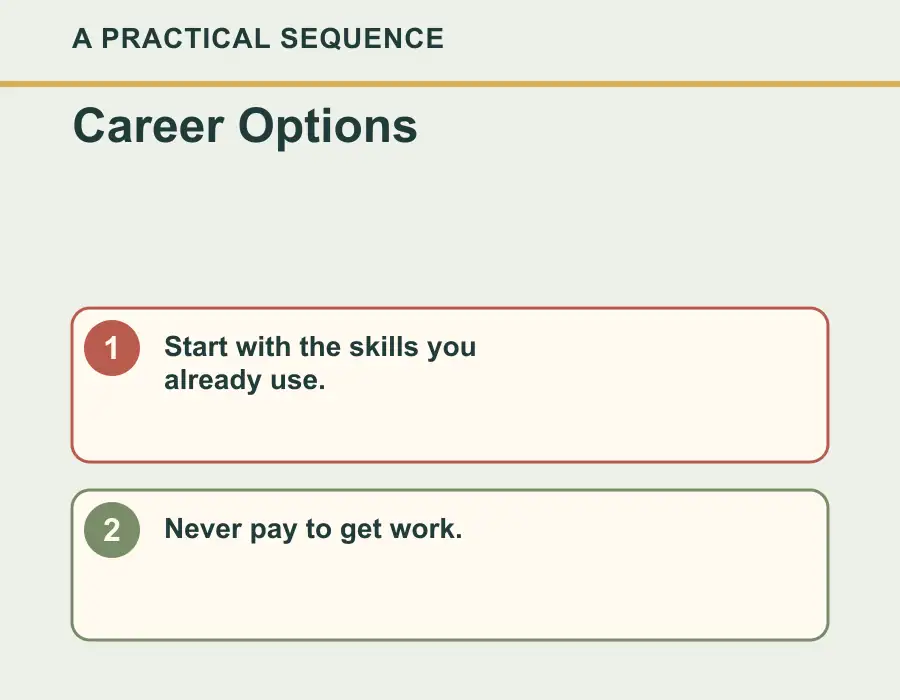 A PRACTICAL SEQUENCE
Career Options
1
Start with the skills you
already use.
2
Never pay to get work.